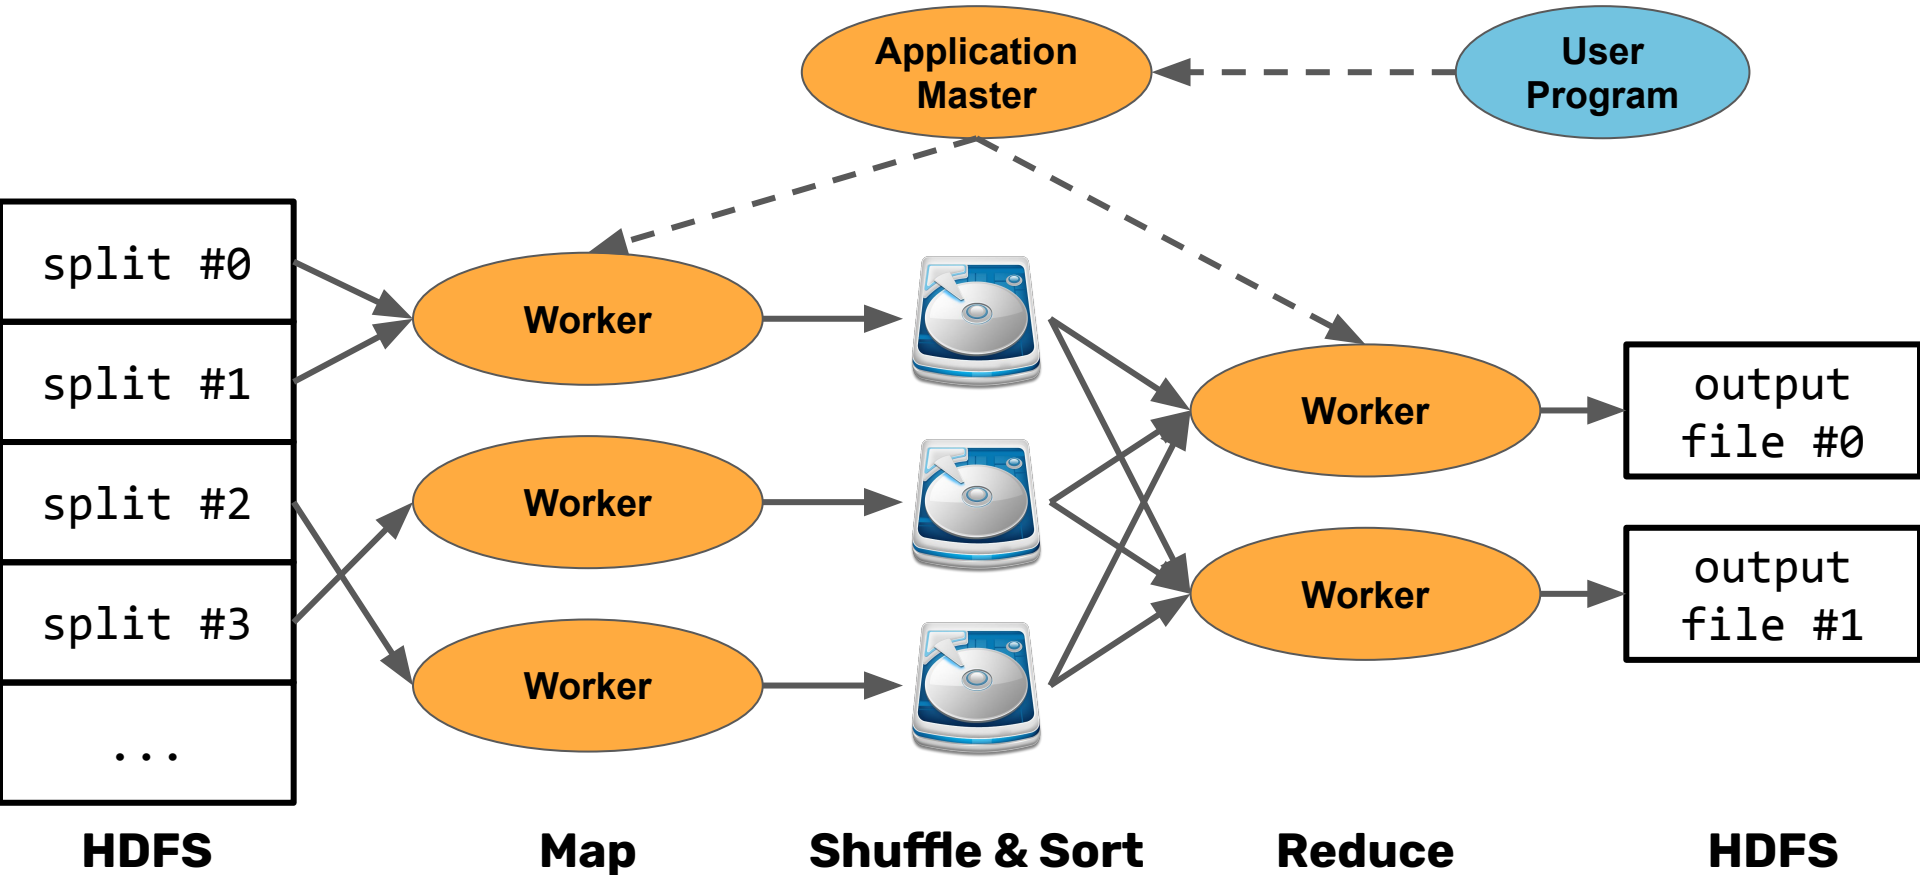 Application
Master
User
Program
split #0
split #1
split #2
split #3
...
Worker
Worker
Worker
Worker
Worker
output
file #0
output
file #1
HDFS
Map
Shuffle & Sort
Reduce
HDFS